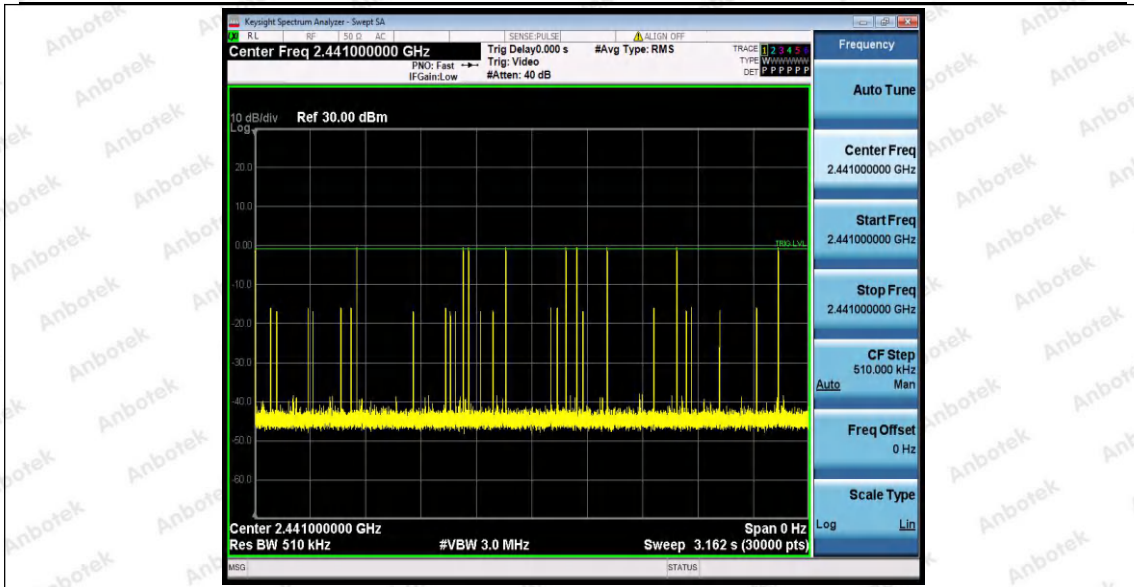 Keysight Spectrum Analyzer - Swept SA
RL RF 50 Ω AC SENSE:PULSE ALIGN OFF
Center Freq 2.441000000 GHz
PNO: Fast
IFGain:Low
Trig Delay0.000 s
Trig: Video
#Atten: 40 dB
#Avg Type: RMS
TRACE 1 2 3 4 5 6
TYPE WWWWWW
DET P P P P P P
10 dB/div Ref 30.00 dBm
Log
20.0
10.0
0.00
TRIG LVL
-10.0
-20.0
-30.0
-40.0
-50.0
-60.0
Center 2.441000000 GHz
Span 0 Hz
Res BW 510 kHz
#VBW 3.0 MHz
Sweep 3.162 s (30000 pts)
MSG
STATUS
Frequency
Auto Tune
Center Freq
2.441000000 GHz
Start Freq
2.441000000 GHz
Stop Freq
2.441000000 GHz
CF Step
510.000 kHz
Auto Man
Freq Offset
0 Hz
Scale Type
Log Lin
Anbotek